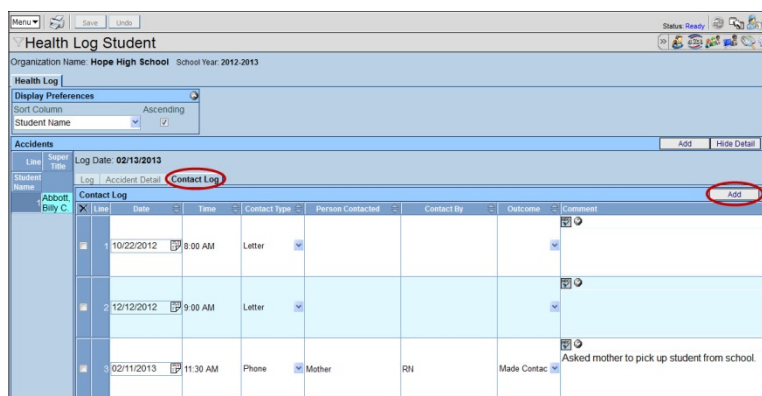 Menu Save Undo Status: Ready
Health Log Student
Organization Name: Hope High School School Year: 2012-2013
Health Log
Display Preferences
Sort Column Ascending
Student Name
Accidents Add Hide Detail
Line Super Title Log Date: 02/13/2013
Student Name Log Accident Detail Contact Log
1 Abbott, Billy C. Contact Log Add
X Line Date Time Contact Type Person Contacted Contact By Outcome Comment
1 10/22/2012 8:00 AM Letter
2 12/12/2012 9:00 AM Letter
3 02/11/2013 11:30 AM Phone Mother RN Made Contac Asked mother to pick up student from school.